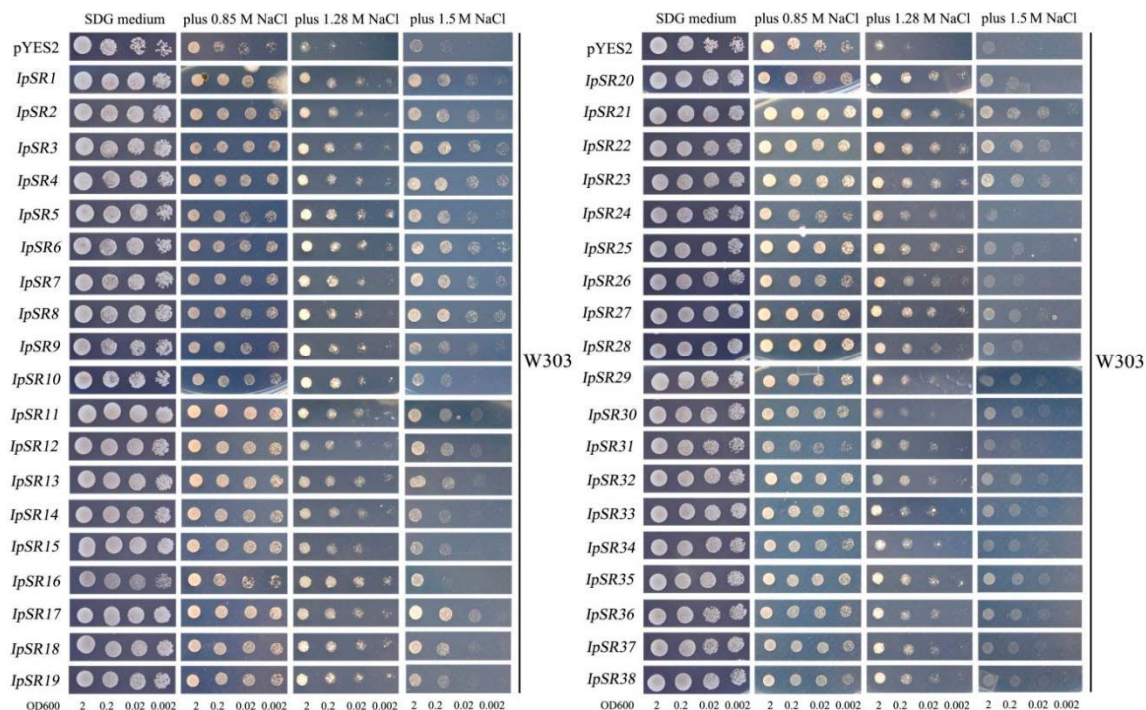 SDG medium plus 0.85 M NaCl plus 1.28 M NaCl plus 1.5 M NaCl
pYES2
IpSR1
IpSR2
IpSR3
IpSR4
IpSR5
IpSR6
IpSR7
IpSR8
IpSR9
IpSR10
IpSR11
IpSR12
IpSR13
IpSR14
IpSR15
IpSR16
IpSR17
IpSR18
IpSR19
W303
OD600 2 0.2 0.02 0.002 2 0.2 0.02 0.002 2 0.2 0.02 0.002 2 0.2 0.02 0.002
SDG medium plus 0.85 M NaCl plus 1.28 M NaCl plus 1.5 M NaCl
pYES2
IpSR20
IpSR21
IpSR22
IpSR23
IpSR24
IpSR25
IpSR26
IpSR27
IpSR28
IpSR29
IpSR30
IpSR31
IpSR32
IpSR33
IpSR34
IpSR35
IpSR36
IpSR37
IpSR38
W303
OD600 2 0.2 0.02 0.002 2 0.2 0.02 0.002 2 0.2 0.02 0.002 2 0.2 0.02 0.002